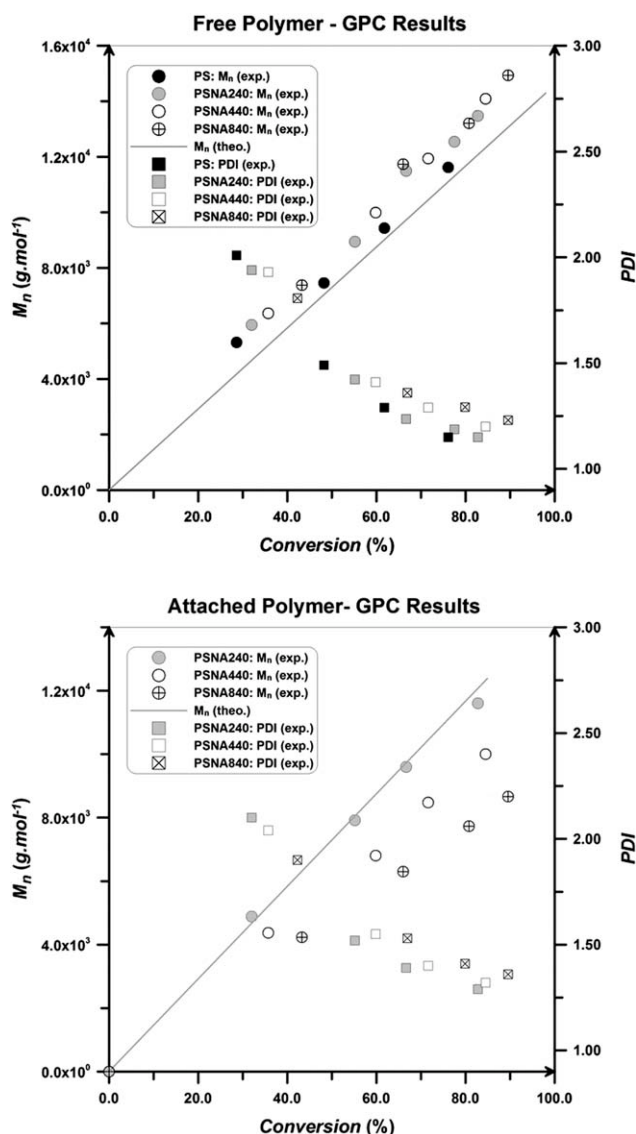 Free Polymer - GPC Results
1.6x10⁴
1.2x10⁴
8.0x10³
4.0x10³
0.0x10⁰
Mₙ (g.mol⁻¹)
PS: Mₙ (exp.)
PSNA240: Mₙ (exp.)
PSNA440: Mₙ (exp.)
PSNA840: Mₙ (exp.)
Mₙ (theo.)
PS: PDI (exp.)
PSNA240: PDI (exp.)
PSNA440: PDI (exp.)
PSNA840: PDI (exp.)
3.00
2.50
2.00
1.50
1.00
PDI
0.0 20.0 40.0 60.0 80.0 100.0
Conversion (%)
Attached Polymer- GPC Results
1.2x10⁴
8.0x10³
4.0x10³
0.0x10⁰
Mₙ (g.mol⁻¹)
PSNA240: Mₙ (exp.)
PSNA440: Mₙ (exp.)
PSNA840: Mₙ (exp.)
Mₙ (theo.)
PSNA240: PDI (exp.)
PSNA440: PDI (exp.)
PSNA840: PDI (exp.)
3.00
2.50
2.00
1.50
1.00
PDI
0.0 20.0 40.0 60.0 80.0 100.0
Conversion (%)